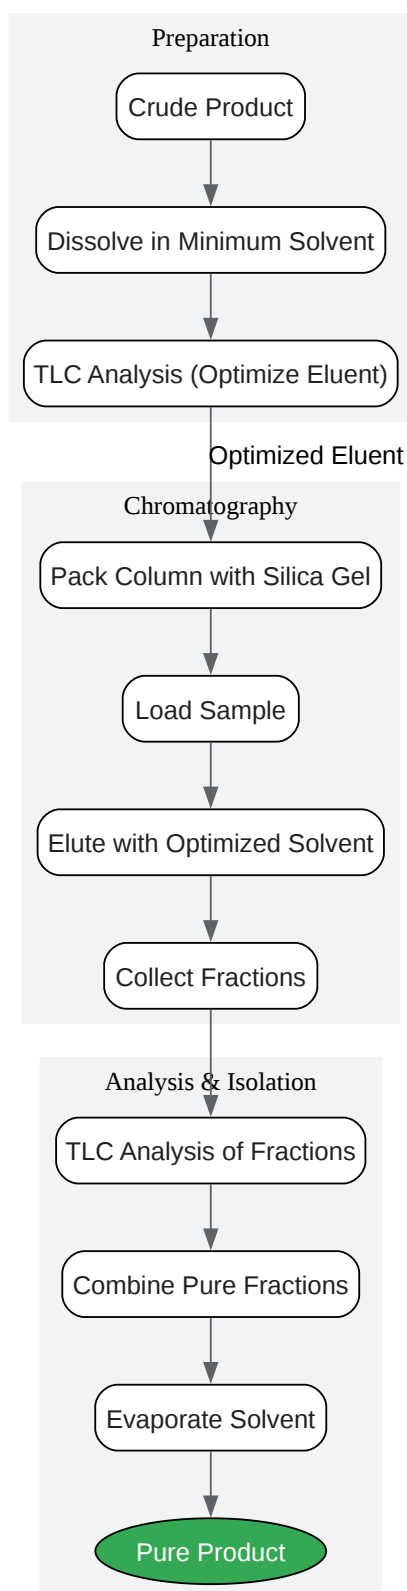 Preparation
Crude Product
Dissolve in Minimum Solvent
TLC Analysis (Optimize Eluent)
Optimized Eluent
Chromatography
Pack Column with Silica Gel
Load Sample
Elute with Optimized Solvent
Collect Fractions
Analysis & Isolation
TLC Analysis of Fractions
Combine Pure Fractions
Evaporate Solvent
Pure Product